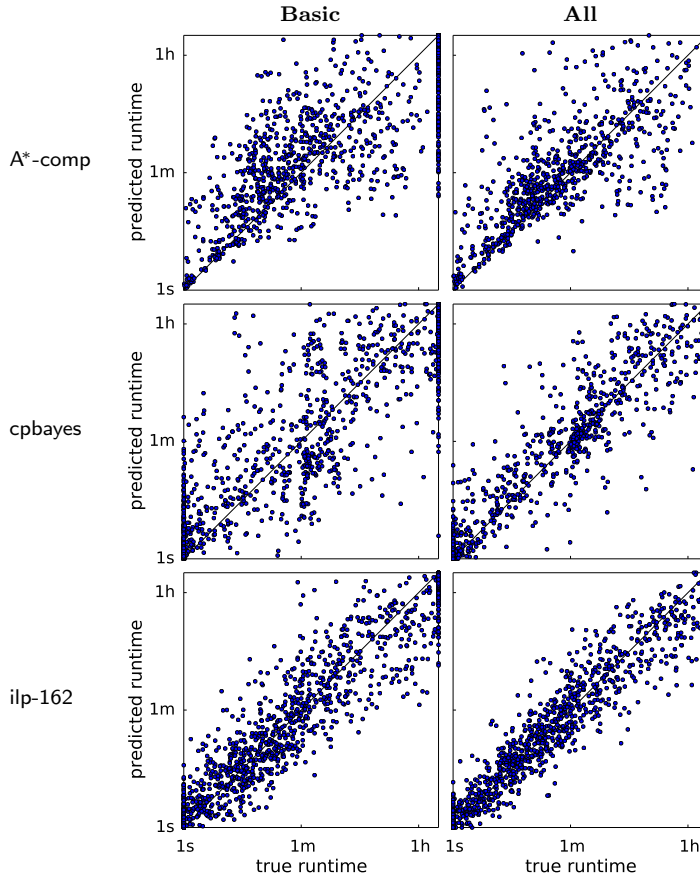 Basic All
A*-comp
predicted runtime
1h
1m
1s
cpbayes
predicted runtime
1h
1m
1s
ilp-162
predicted runtime
1h
1m
1s
1s 1m 1h 1s 1m 1h
true runtime true runtime